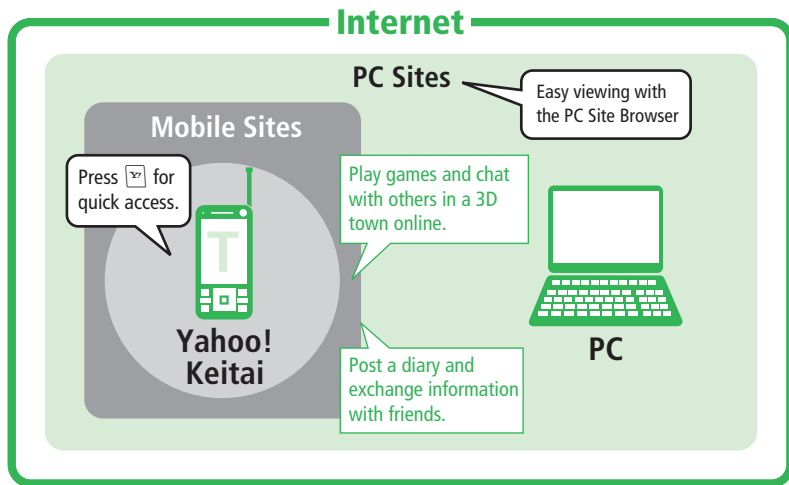 Internet
PC Sites
Easy viewing with
the PC Site Browser
Mobile Sites
Press Y! for
quick access.
Play games and chat
with others in a 3D
town online.
T
Yahoo!
Keitai
PC
Post a diary and
exchange information
with friends.